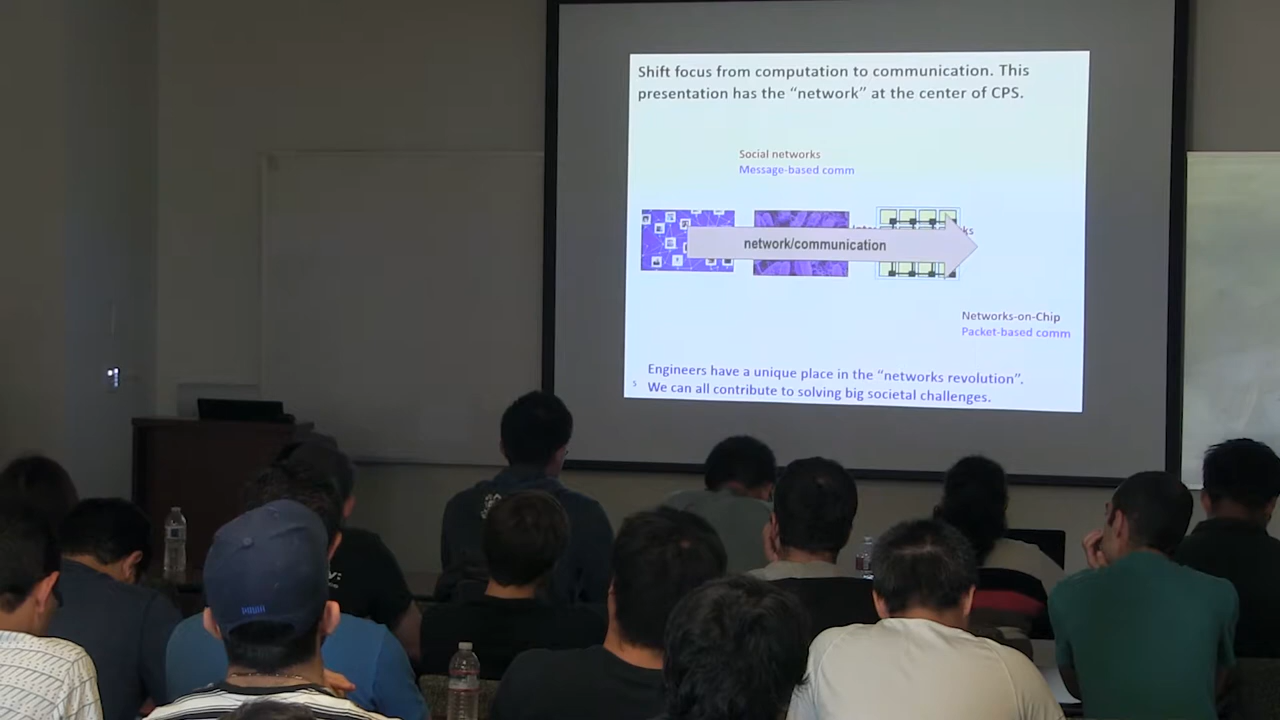 Shift focus from computation to communication. This
presentation has the “network” at the center of CPS.
Social networks
Message-based comm
network/communication
Networks-on-Chip
Packet-based comm
Engineers have a unique place in the “networks revolution”.
5
We can all contribute to solving big societal challenges.